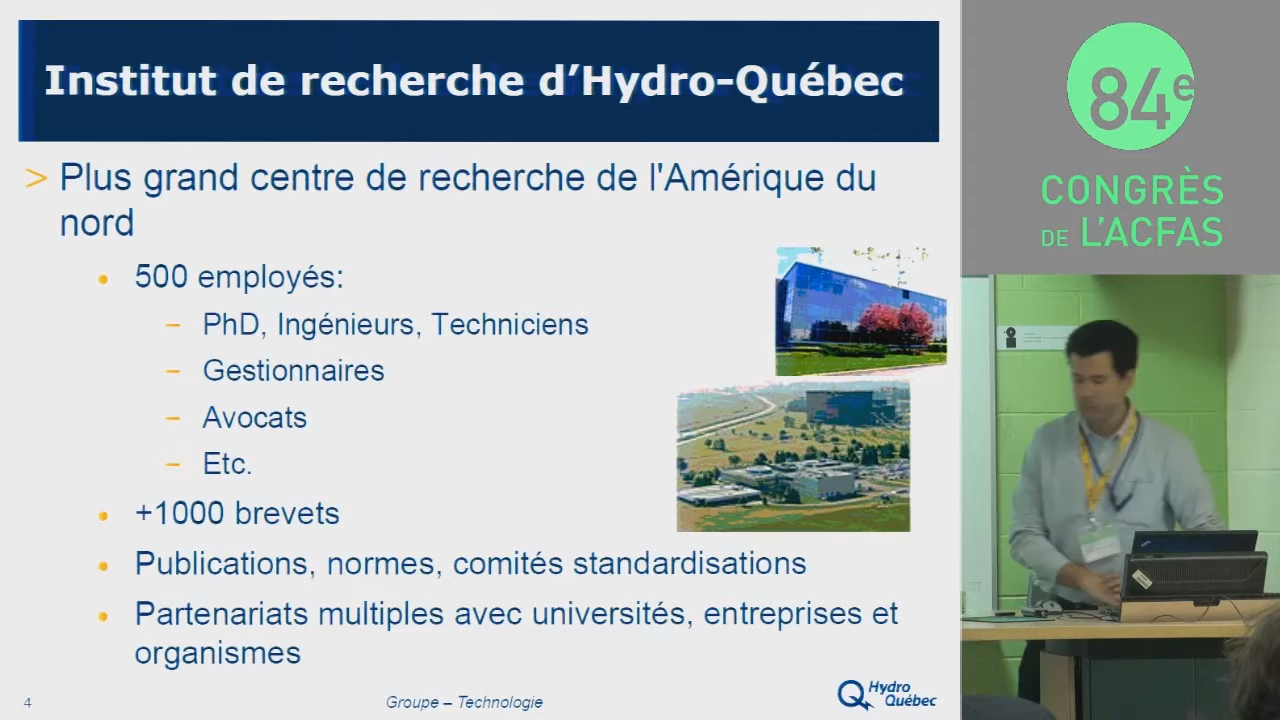 Institut de recherche d’Hydro-Québec
> Plus grand centre de recherche de l'Amérique du
nord
• 500 employés:
– PhD, Ingénieurs, Techniciens
– Gestionnaires
– Avocats
– Etc.
• +1000 brevets
• Publications, normes, comités standardisations
• Partenariats multiples avec universités, entreprises et
organismes
4
Groupe – Technologie
Hydro
Québec
84e
CONGRÈS
DE L'ACFAS